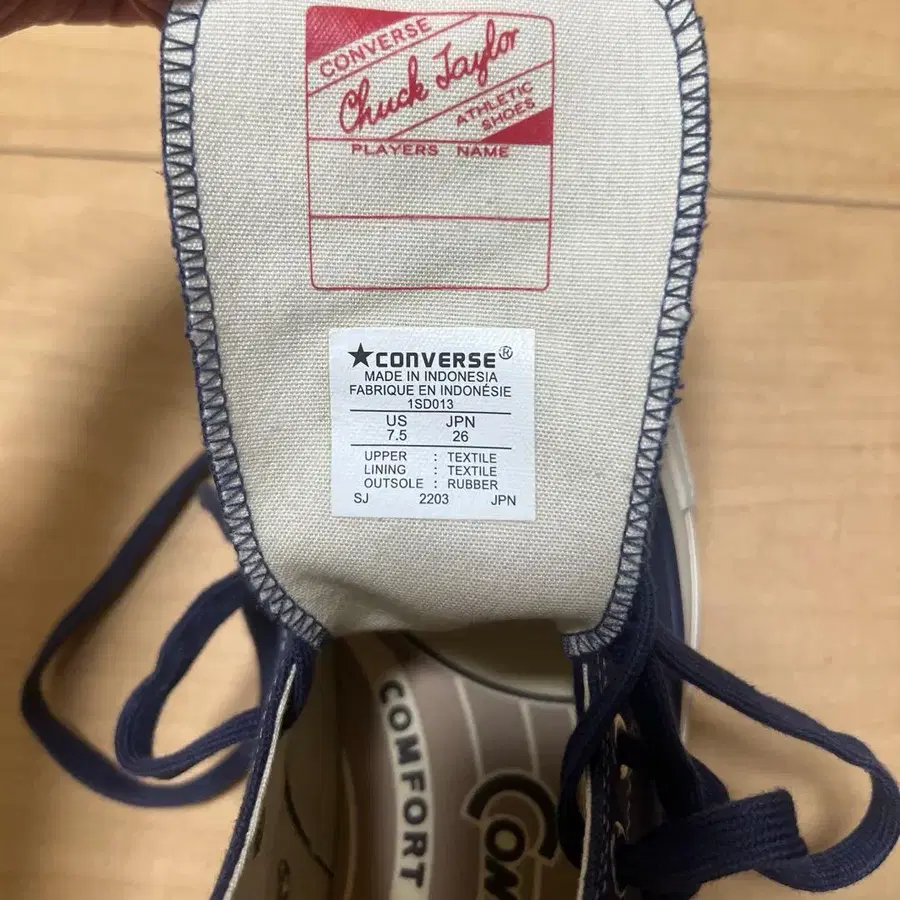 CONVERSE
Chuck Taylor
ATHLETIC
SHOES
PLAYERS NAME
★CONVERSE®
MADE IN INDONESIA
FABRIQUE EN INDONÉSIE
1SD013
US JPN
7.5 26
UPPER : TEXTILE
LINING : TEXTILE
OUTSOLE : RUBBER
SJ 2203 JPN
COMFORT